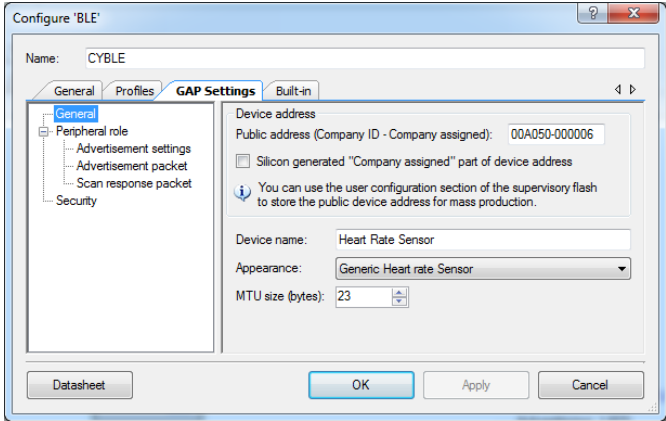 Configure 'BLE'
Name: CYBLE
General Profiles GAP Settings Built-in
General
Peripheral role
Advertisement settings
Advertisement packet
Scan response packet
Security
Device address
Public address (Company ID - Company assigned): 00A050-000006
Silicon generated "Company assigned" part of device address
You can use the user configuration section of the supervisory flash
to store the public device address for mass production.
Device name: Heart Rate Sensor
Appearance: Generic Heart rate Sensor
MTU size (bytes): 23
Datasheet OK Apply Cancel